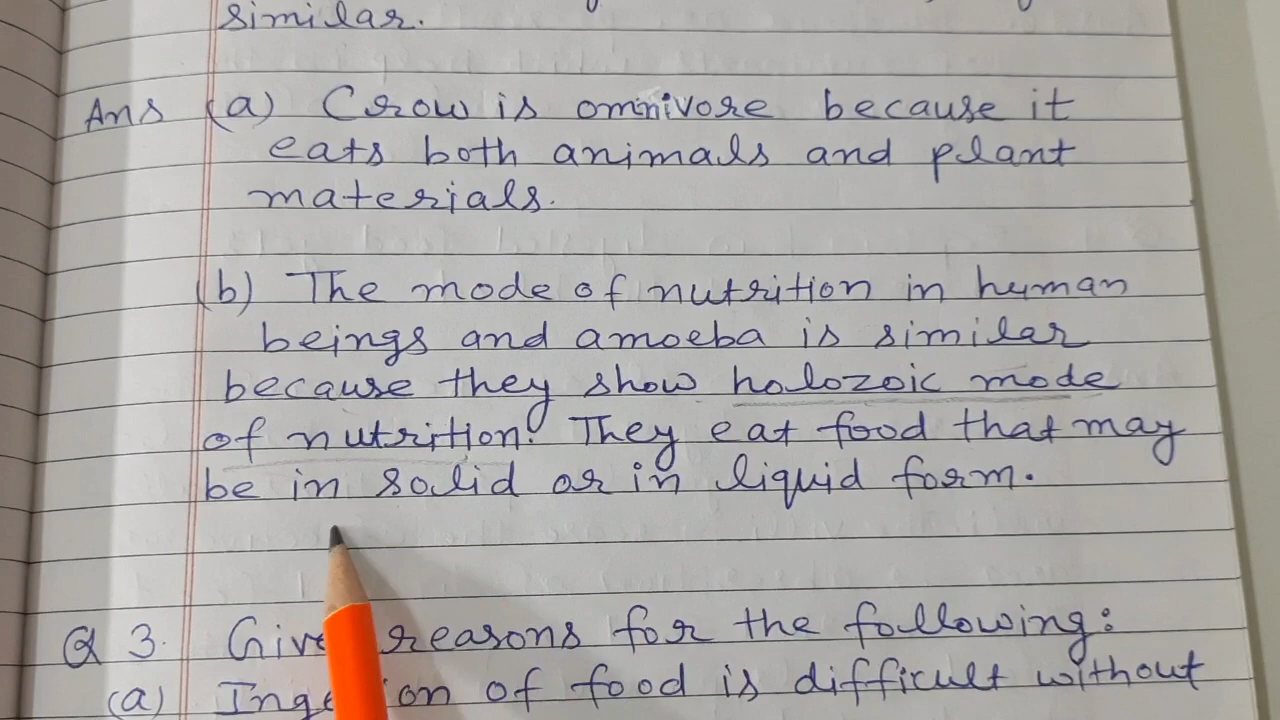 similar.
Ans (a) Crow is omnivore because it
eats both animals and plant
materials.
(b) The mode of nutrition in human
beings and amoeba is similar
because they show holozoic mode
of nutrition. They eat food that may
be in solid or in liquid form.
Q 3. Give reasons for the following:
(a) on of food is difficult without